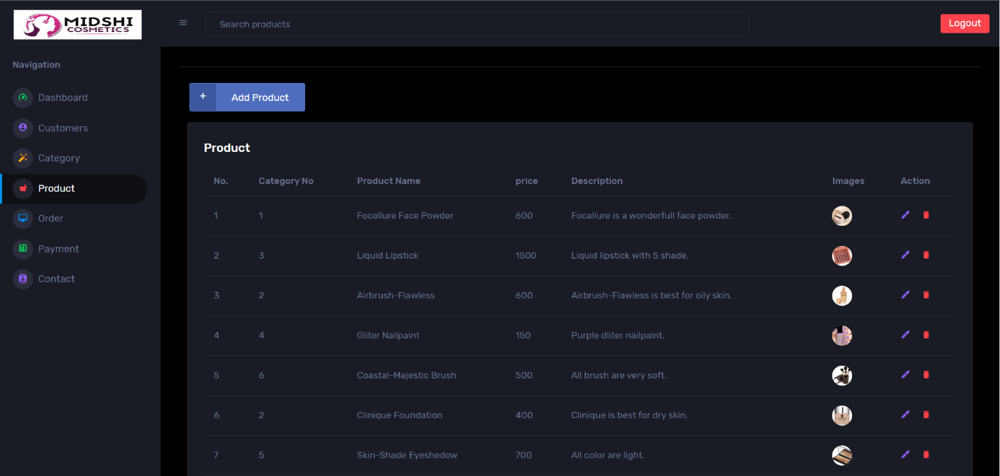 MIDSHI
COSMETICS
Search products
Logout
Navigation
Dashboard
Customers
Category
Product
Order
Payment
Contact
+ Add Product
Product
No. Category No Product Name price Description Images Action
1 1 Focallure Face Powder 600 Focallure is a wonderfull face powder.
2 3 Liquid Lipstick 1500 Liquid lipstick with 5 shade.
3 2 Airbrush-Flawless 600 Airbrush-Flawless is best for oily skin.
4 4 Gliter Nailpaint 150 Purple dliter nailpaint.
5 6 Coastal-Majestic Brush 500 All brush are very soft.
6 2 Clinique Foundation 400 Clinique is best for dry skin.
7 5 Skin-Shade Eyeshedow 700 All color are light.